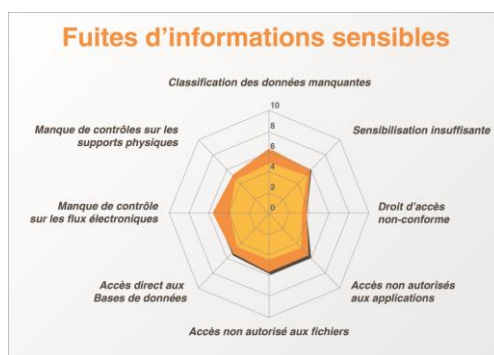 Fuites d'informations sensibles
Classification des données manquantes
10
8
6
4
2
0
Manque de contrôles sur les
supports physiques
Sensibilisation insuffisante
Manque de contrôle
sur les flux électroniques
Droit d'accès
non-conforme
Accès direct aux
Bases de données
Accès non autorisés
aux applications
Accès non autorisé aux fichiers